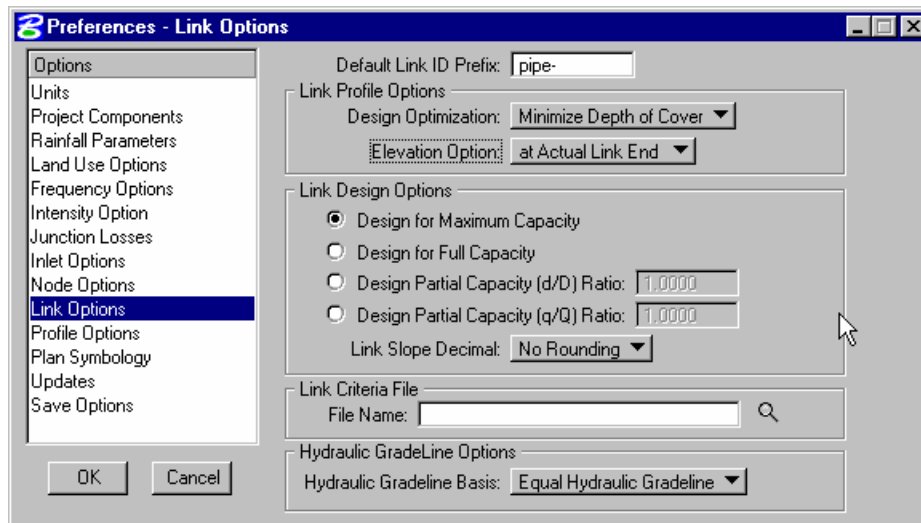 Preferences - Link Options
Options
Units
Project Components
Rainfall Parameters
Land Use Options
Frequency Options
Intensity Option
Junction Losses
Inlet Options
Node Options
Link Options
Profile Options
Plan Symbology
Updates
Save Options
OK Cancel
Default Link ID Prefix: pipe-
Link Profile Options
Design Optimization: Minimize Depth of Cover
Elevation Option: at Actual Link End
Link Design Options
Design for Maximum Capacity
Design for Full Capacity
Design Partial Capacity (d/D) Ratio: 1.0000
Design Partial Capacity (q/Q) Ratio: 1.0000
Link Slope Decimal: No Rounding
Link Criteria File
File Name:
Hydraulic GradeLine Options
Hydraulic Gradeline Basis: Equal Hydraulic Gradeline